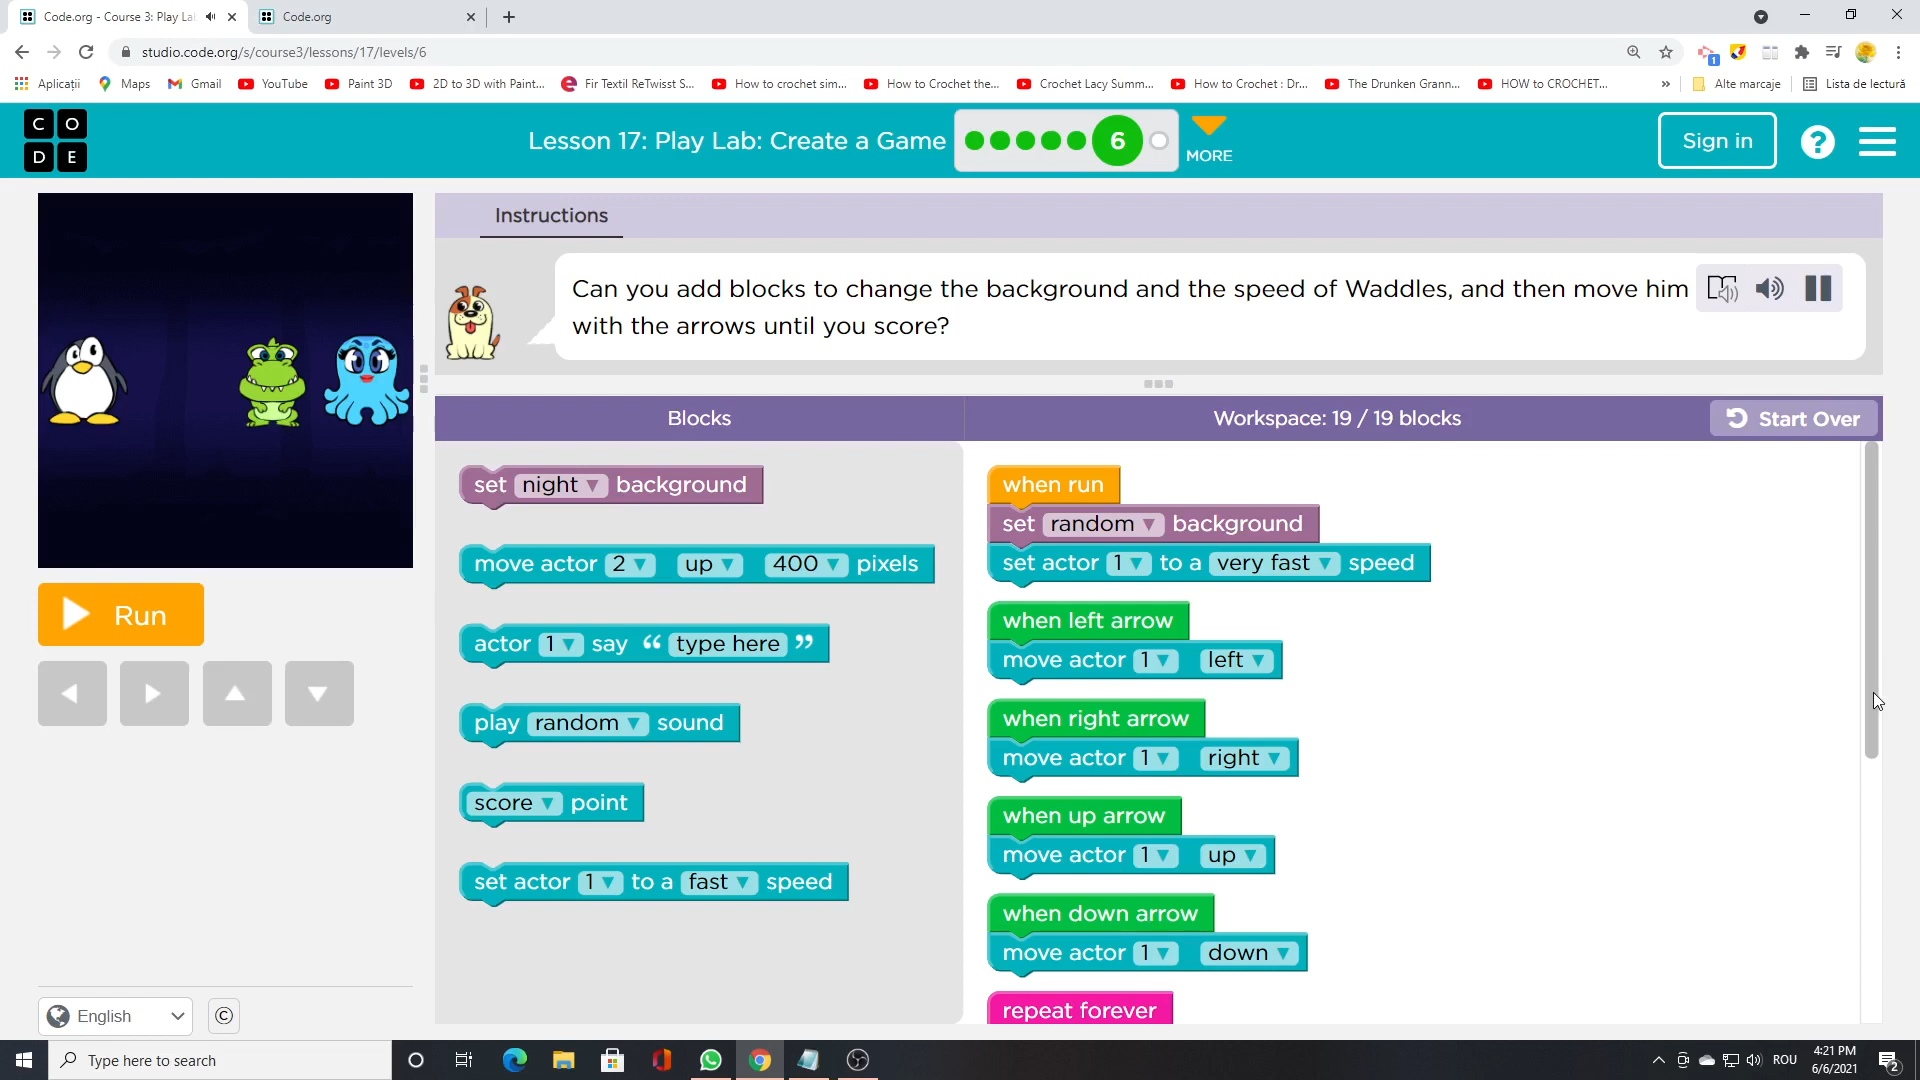 Code.org - Course 3: Play La
Code.org
studio.code.org/s/course3/lessons/17/levels/6
Aplicații
Maps
Gmail
YouTube
Paint 3D
2D to 3D with Paint...
Fir Textil ReTwisst S...
How to crochet sim...
How to Crochet the...
Crochet Lacy Summ...
How to Crochet : Dr...
The Drunken Grann...
HOW to CROCHET...
»
Alte marcaje
Lista de lectură
C O
D E
Lesson 17: Play Lab: Create a Game
6
MORE
Sign in
?
Instructions
Can you add blocks to change the background and the speed of Waddles, and then move him
with the arrows until you score?
Blocks
Workspace: 19 / 19 blocks
Start Over
set night background
move actor 2 up 400 pixels
actor 1 say “ type here ”
play random sound
score point
set actor 1 to a fast speed
when run
set random background
set actor 1 to a very fast speed
when left arrow
move actor 1 left
when right arrow
move actor 1 right
when up arrow
move actor 1 up
when down arrow
move actor 1 down
repeat forever
Run
English
©
Type here to search
ROU
4:21 PM
6/6/2021
2
1